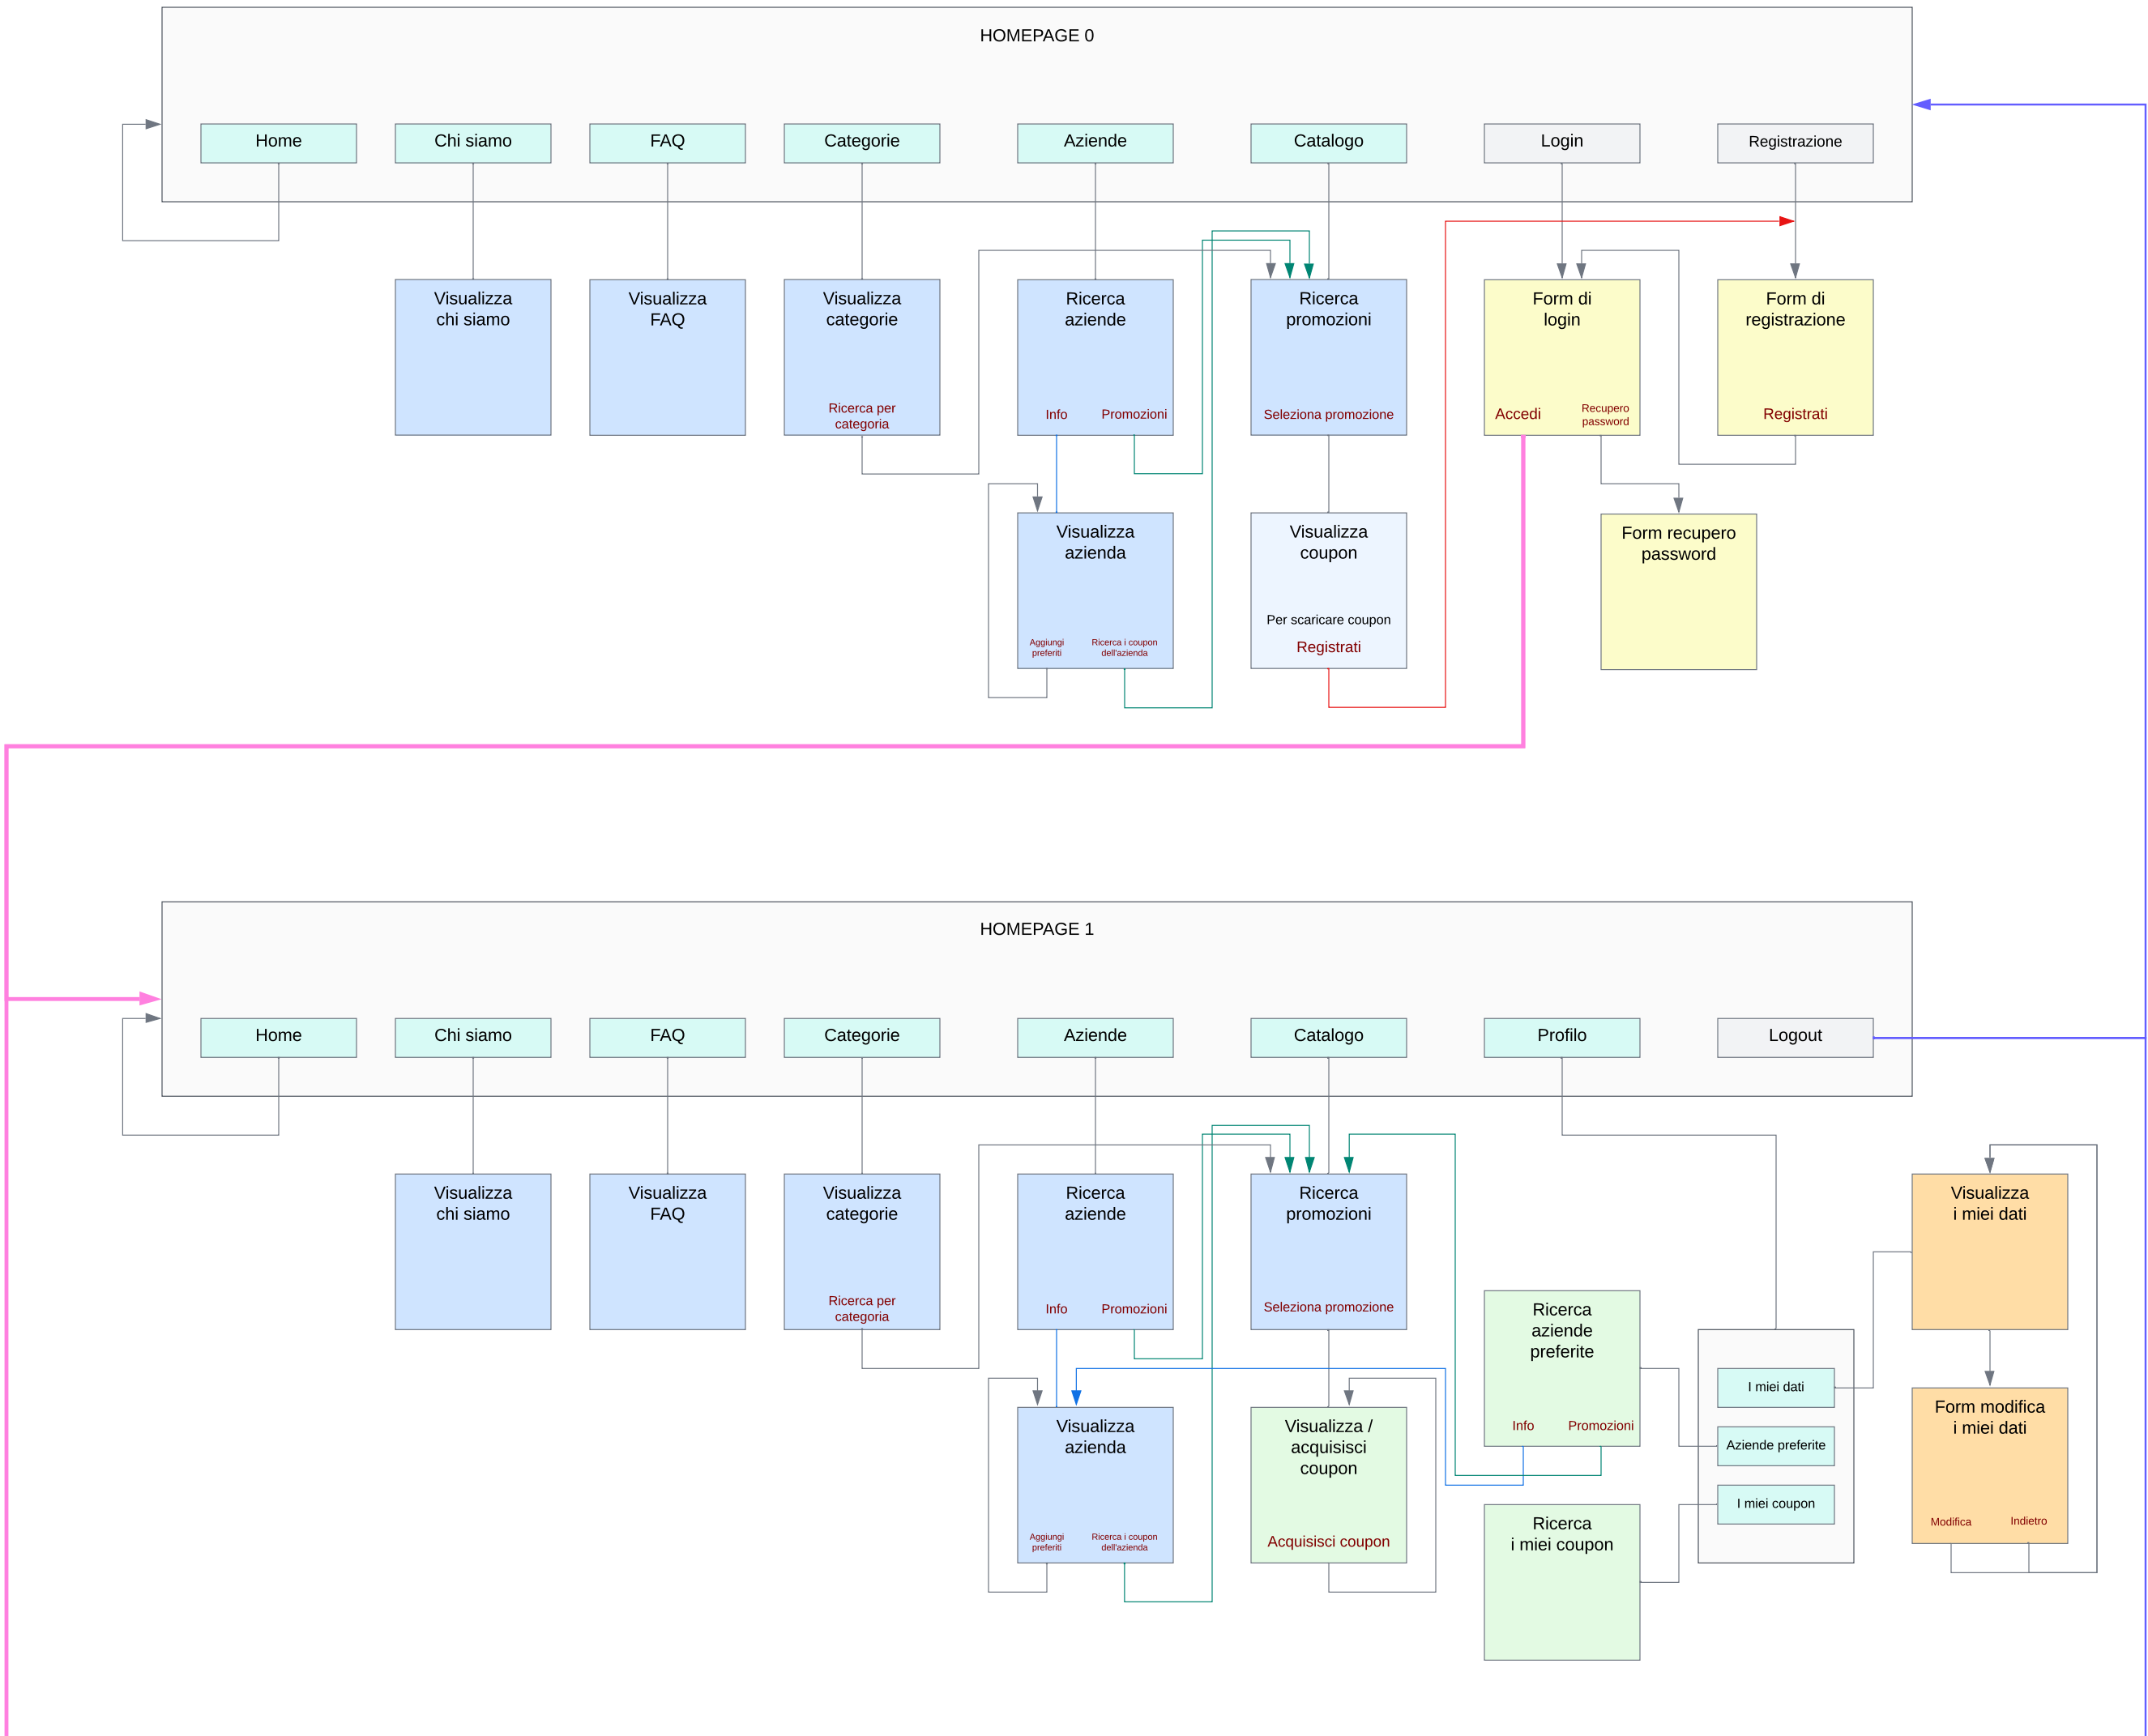 HOMEPAGE 0
Home
Chi siamo
FAQ
Categorie
Aziende
Catalogo
Login
Registrazione
Visualizza
chi siamo
Visualizza
FAQ
Visualizza
categorie
Ricerca per
categoria
Ricerca
aziende
Info
Promozioni
Ricerca
promozioni
Seleziona promozione
Form di
login
Accedi
Recupero
password
Form di
registrazione
Registrati
Visualizza
azienda
Aggiungi
preferiti
Ricerca i coupon
dell'azienda
Visualizza
coupon
Per scaricare coupon
Registrati
Form recupero
password
HOMEPAGE 1
Home
Chi siamo
FAQ
Categorie
Aziende
Catalogo
Profilo
Logout
Visualizza
chi siamo
Visualizza
FAQ
Visualizza
categorie
Ricerca per
categoria
Ricerca
aziende
Info
Promozioni
Ricerca
promozioni
Seleziona promozione
Ricerca
aziende
preferite
Info
Promozioni
I miei dati
Aziende preferite
I miei coupon
Visualizza
i miei dati
Form modifica
i miei dati
Modifica
Indietro
Visualizza
azienda
Aggiungi
preferiti
Ricerca i coupon
dell'azienda
Visualizza /
acquisisci
coupon
Acquisisci coupon
Ricerca
i miei coupon